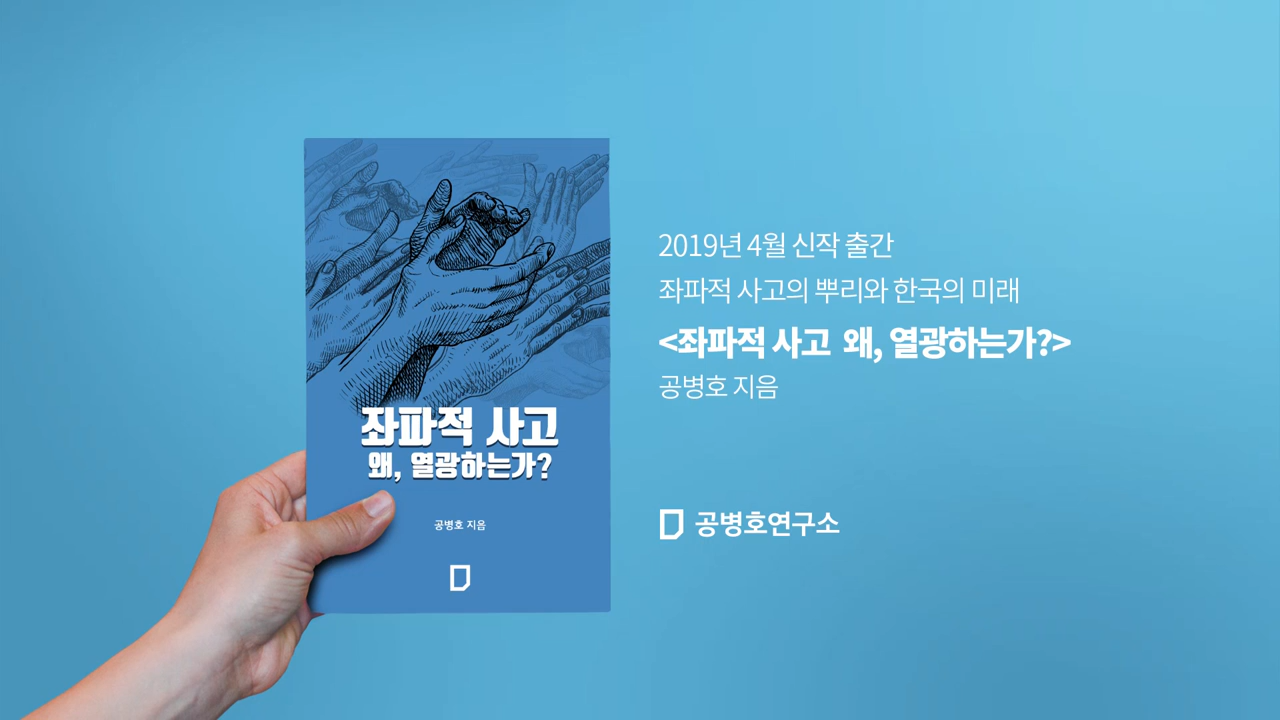 좌파적 사고
왜, 열광하는가?
공병호 지음
2019년 4월 신작 출간
좌파적 사고의 뿌리와 한국의 미래
<좌파적 사고 왜, 열광하는가?>
공병호 지음
공병호연구소